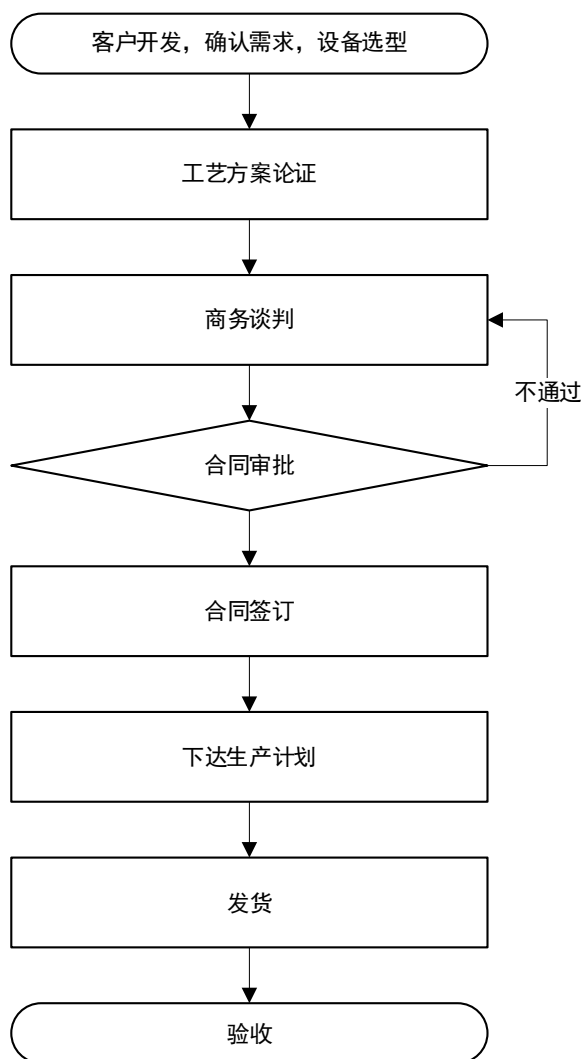 客户开发，确认需求，设备选型
工艺方案论证
商务谈判
不通过
合同审批
合同签订
下达生产计划
发货
验收